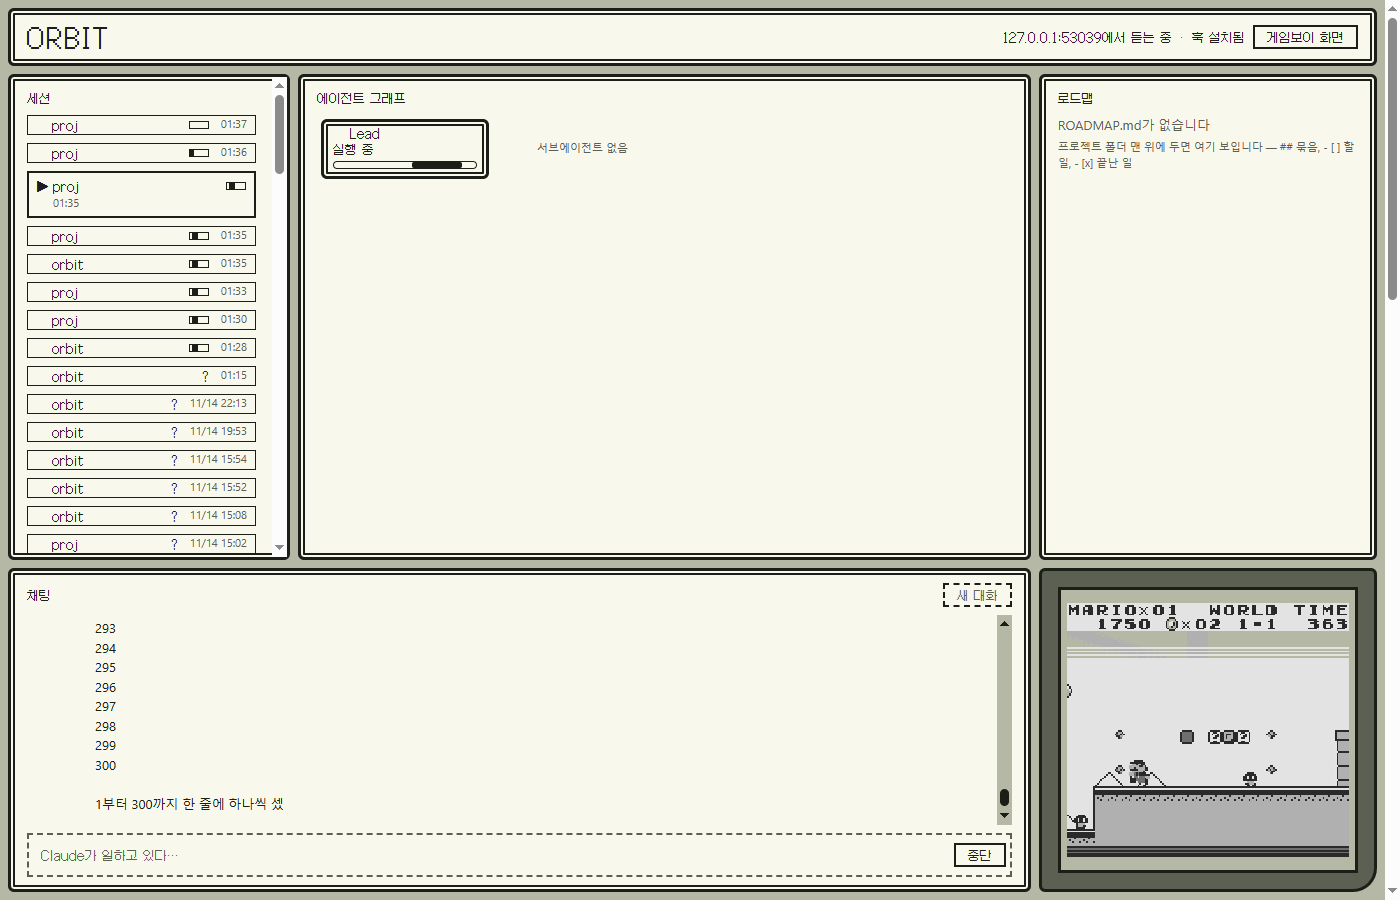 ORBIT
127.0.0.1:53039에서 듣는 중 · 훅 설치됨
게임보이 화면
세션
proj 01:37
proj 01:36
▶ proj
01:35
proj 01:35
orbit 01:35
proj 01:33
proj 01:30
orbit 01:28
orbit ? 01:15
orbit ? 11/14 22:13
orbit ? 11/14 19:53
orbit ? 11/14 15:54
orbit ? 11/14 15:52
orbit ? 11/14 15:08
proj ? 11/14 15:02
에이전트 그래프
Lead
실행 중
서브에이전트 없음
로드맵
ROADMAP.md가 없습니다
프로젝트 폴더 맨 위에 두면 여기 보입니다 — ## 묶음, - [ ] 할
일, - [x] 끝난 일
채팅
새 대화
293
294
295
296
297
298
299
300
1부터 300까지 한 줄에 하나씩 셌
Claude가 일하고 있다…
중단
MARIO×01 WORLD TIME
1750 ×02 1-1 363